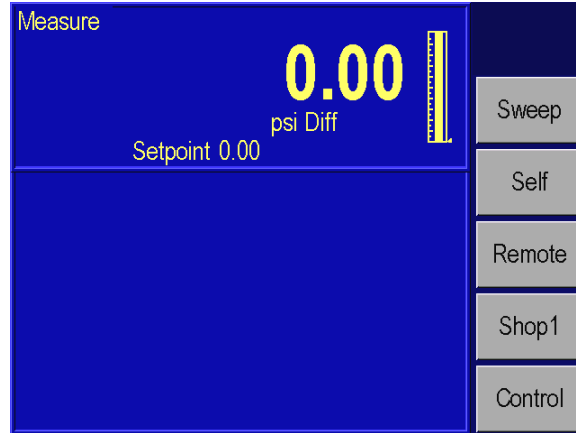 Measure
0.00
psi Diff
Setpoint 0.00
Sweep
Self
Remote
Shop1
Control